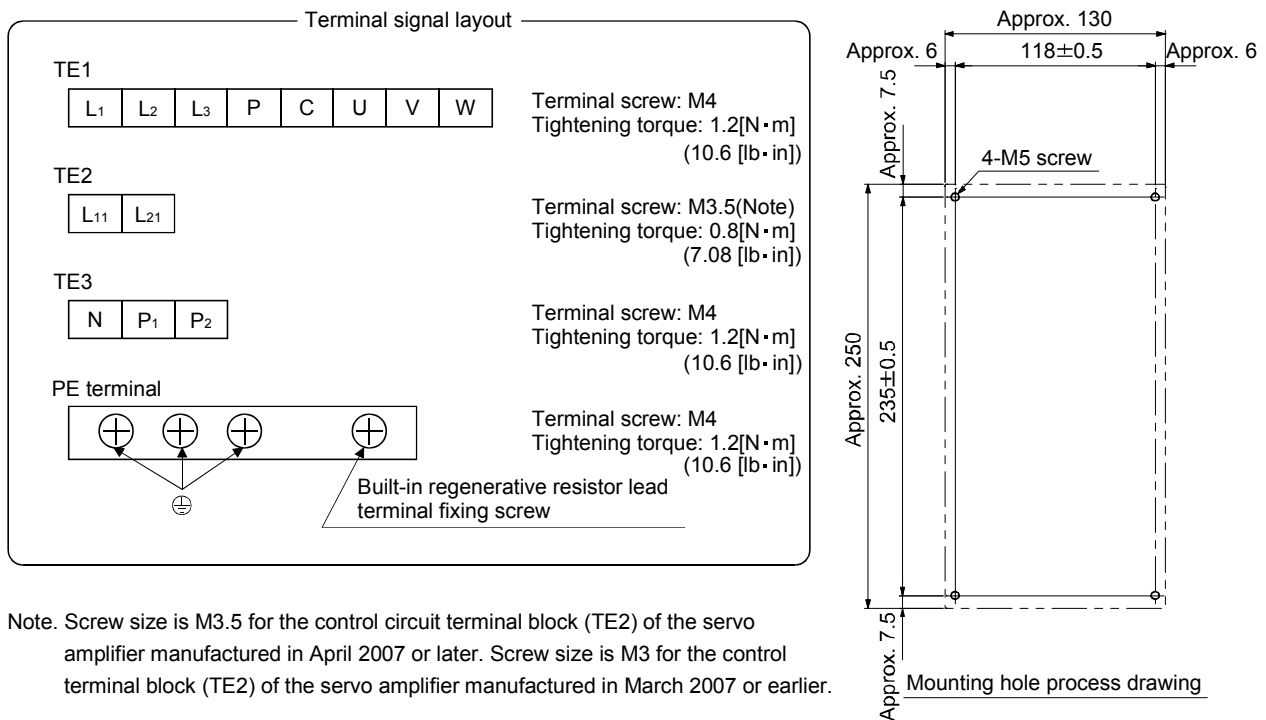 Terminal signal layout
TE1
L1 L2 L3 P C U V W
Terminal screw: M4
Tightening torque: 1.2[N・m]
(10.6 [lb・in])
TE2
L11 L21
Terminal screw: M3.5(Note)
Tightening torque: 0.8[N・m]
(7.08 [lb・in])
TE3
N P1 P2
Terminal screw: M4
Tightening torque: 1.2[N・m]
(10.6 [lb・in])
PE terminal
Terminal screw: M4
Tightening torque: 1.2[N・m]
(10.6 [lb・in])
Built-in regenerative resistor lead
terminal fixing screw
Note. Screw size is M3.5 for the control circuit terminal block (TE2) of the servo
amplifier manufactured in April 2007 or later. Screw size is M3 for the control
terminal block (TE2) of the servo amplifier manufactured in March 2007 or earlier.
Approx. 130
Approx. 6
118±0.5
Approx. 6
Approx. 7.5
4-M5 screw
Approx. 250
235±0.5
Approx. 7.5
Mounting hole process drawing